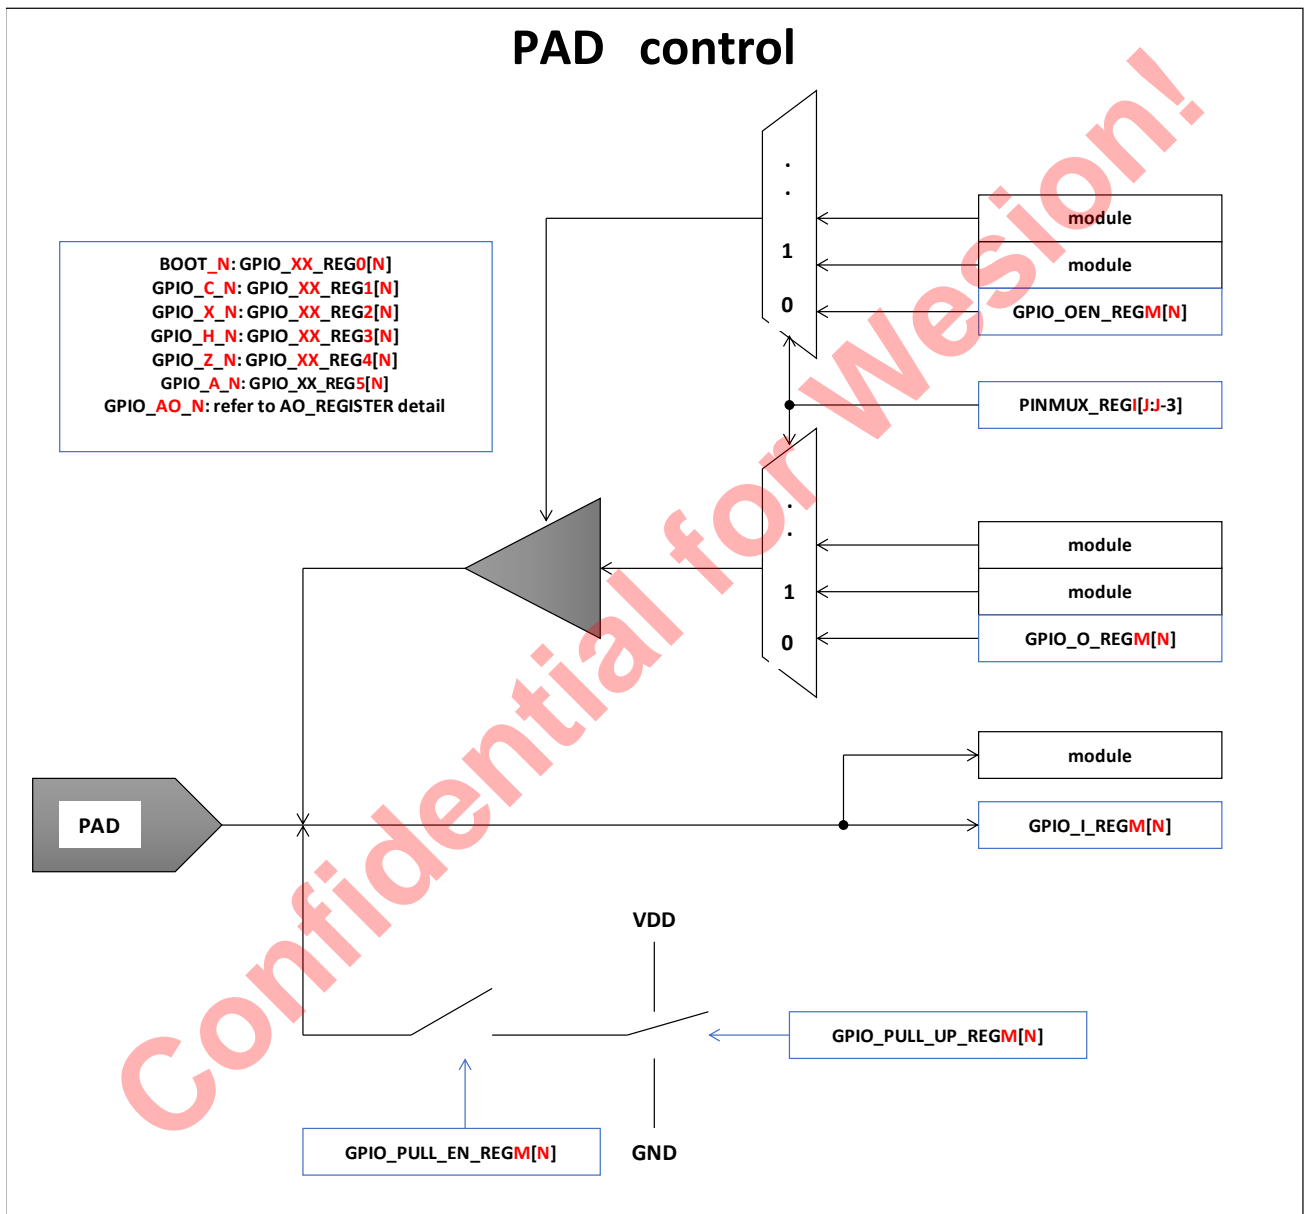 PAD control
.
.
1
0
module
module
GPIO_OEN_REGM[N]
BOOT_N: GPIO_XX_REG0[N]
GPIO_C_N: GPIO_XX_REG1[N]
GPIO_X_N: GPIO_XX_REG2[N]
GPIO_H_N: GPIO_XX_REG3[N]
GPIO_Z_N: GPIO_XX_REG4[N]
GPIO_A_N: GPIO_XX_REG5[N]
GPIO_AO_N: refer to AO_REGISTER detail
PINMUX_REGI[J:J-3]
.
.
1
0
module
module
GPIO_O_REGM[N]
module
PAD
GPIO_I_REGM[N]
VDD
GPIO_PULL_UP_REGM[N]
GPIO_PULL_EN_REGM[N]
GND
Confidential for Wesion!